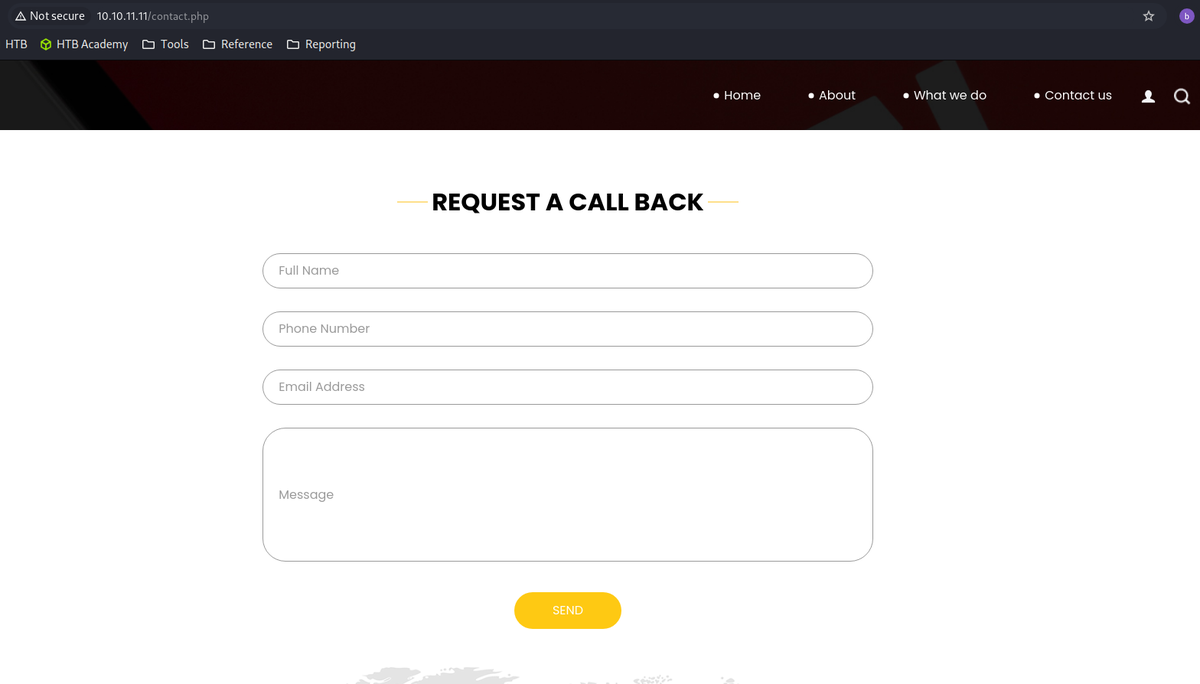 Not secure 10.10.11.11/contact.php
b
HTB HTB Academy Tools Reference Reporting
Home About What we do Contact us
REQUEST A CALL BACK
Full Name
Phone Number
Email Address
Message
SEND